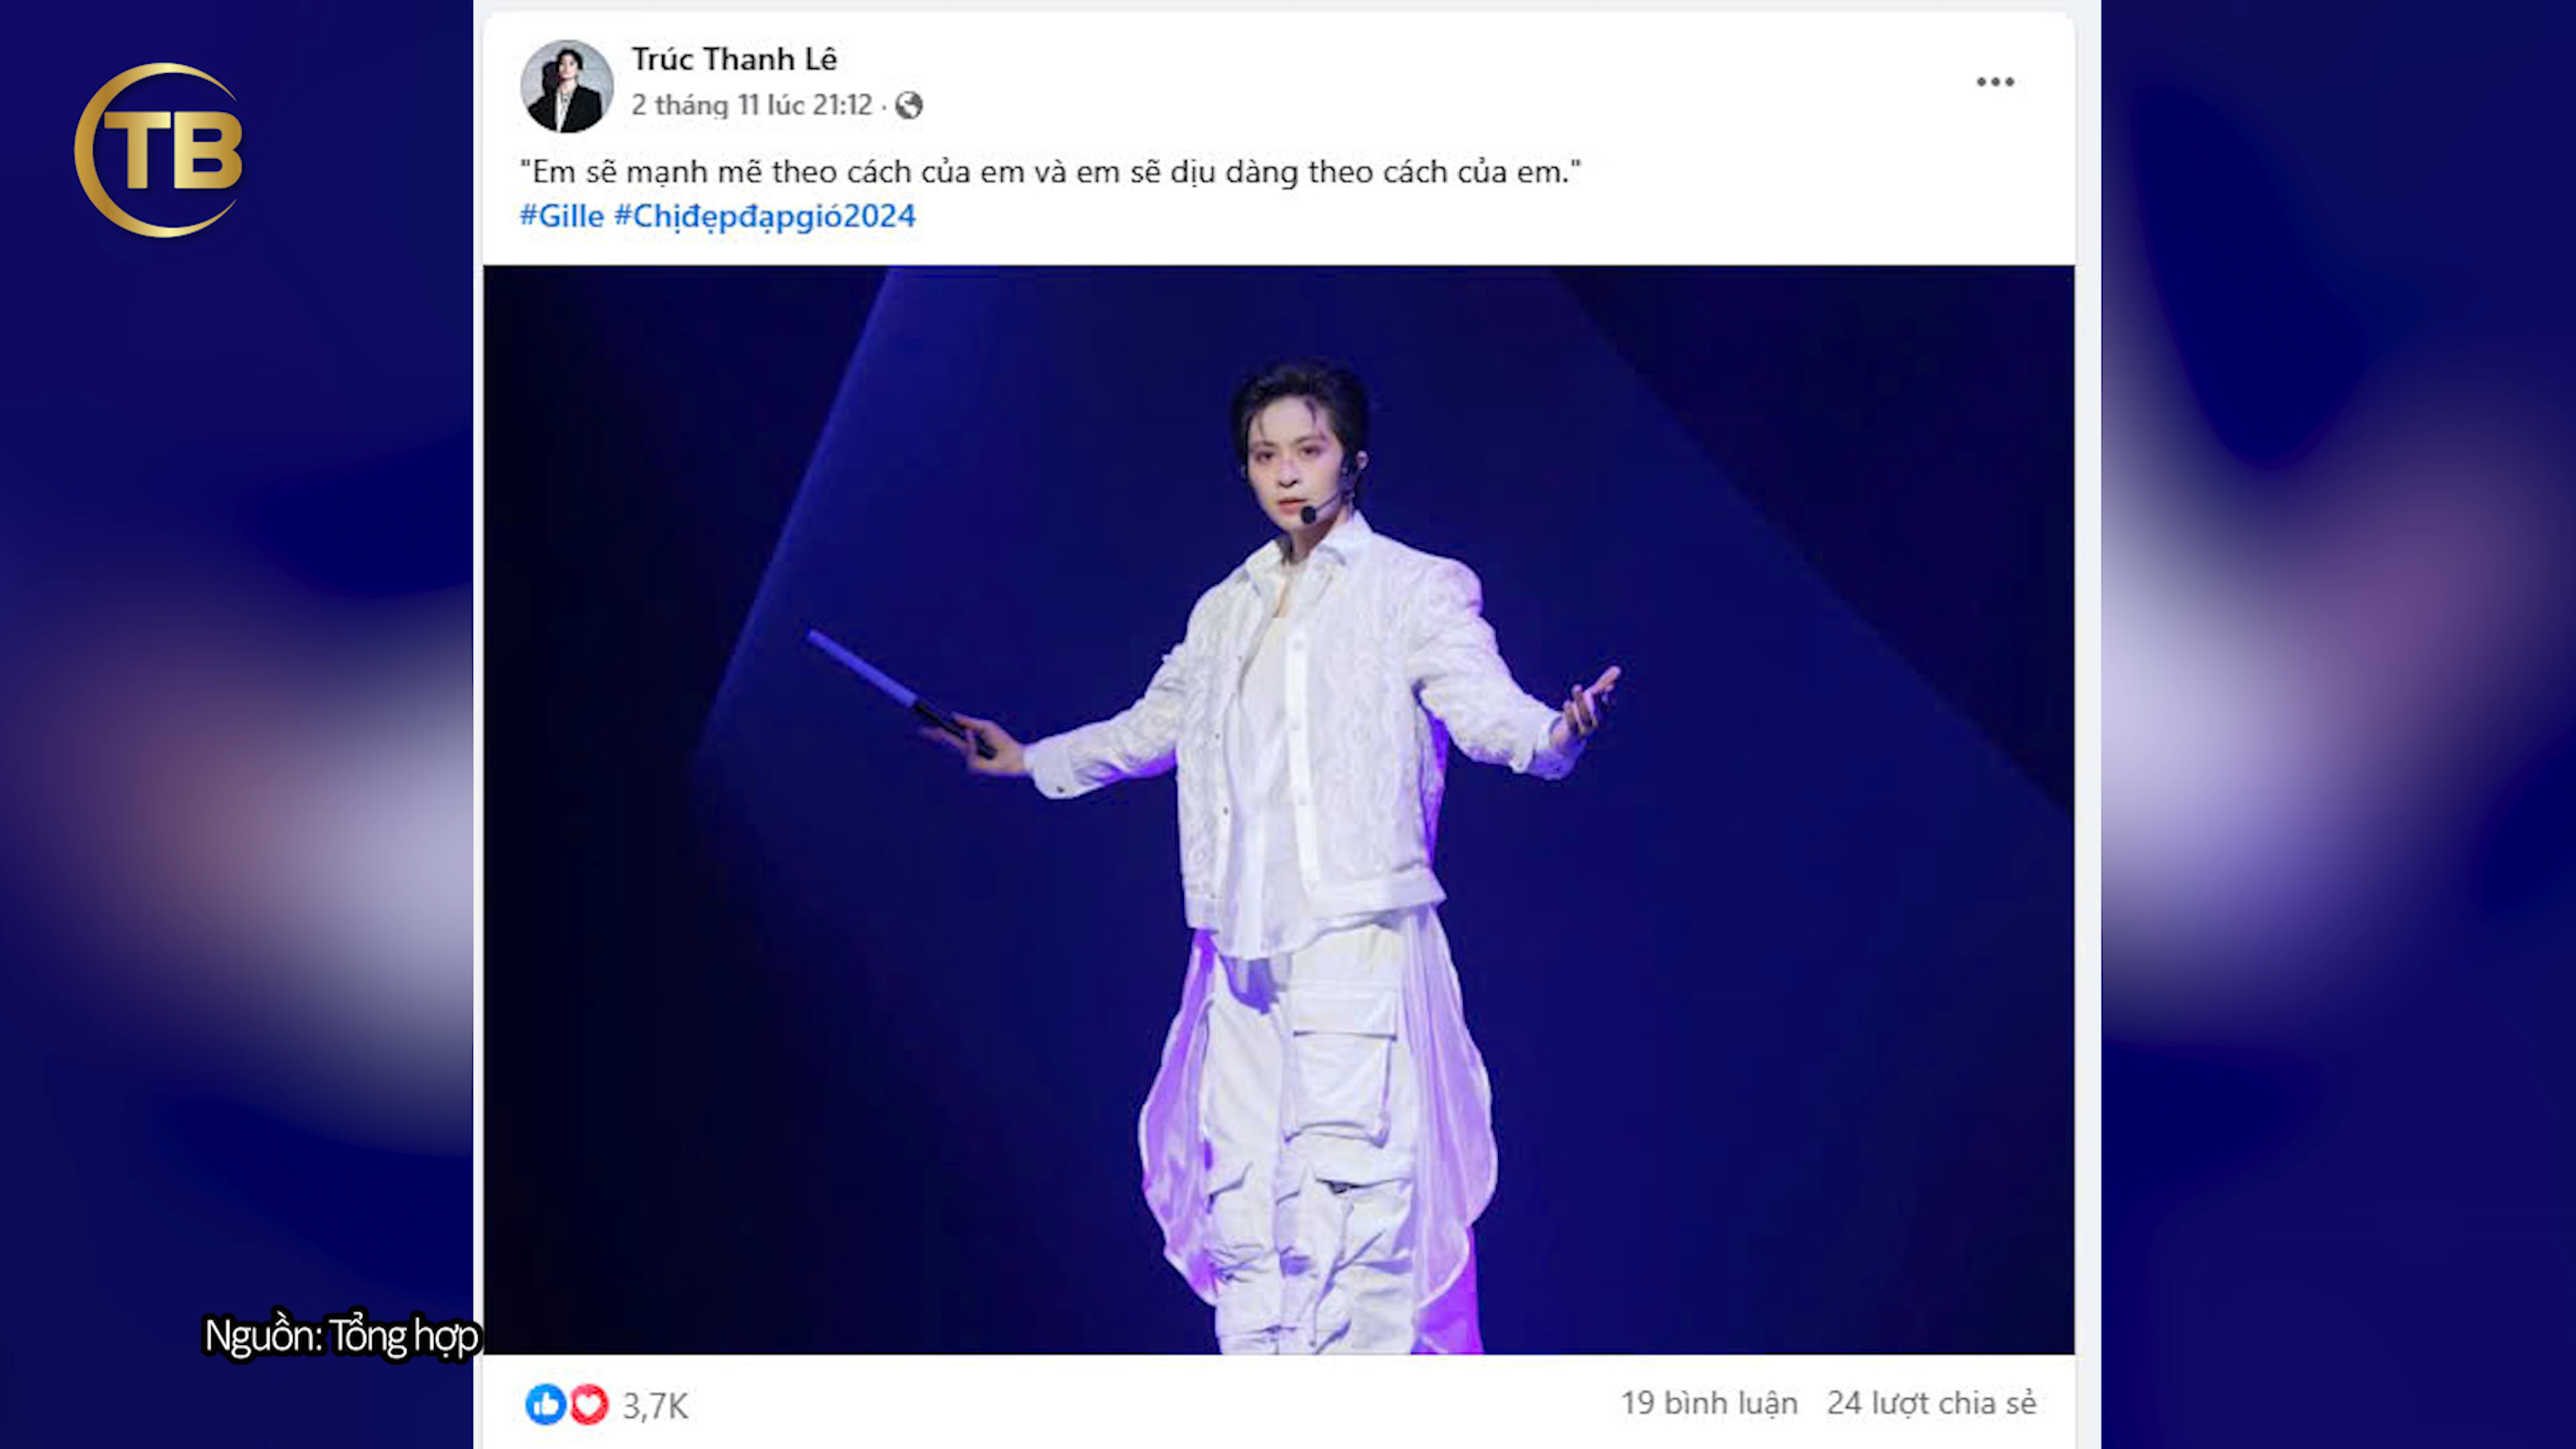 TB
Trúc Thanh Lê
2 tháng 11 lúc 21:12 ·
"Em sẽ mạnh mẽ theo cách của em và em sẽ dịu dàng theo cách của em."
#Gille #Chịđẹpđạpgió2024
Nguồn: Tổng hợp
3,7K
19 bình luận 24 lượt chia sẻ